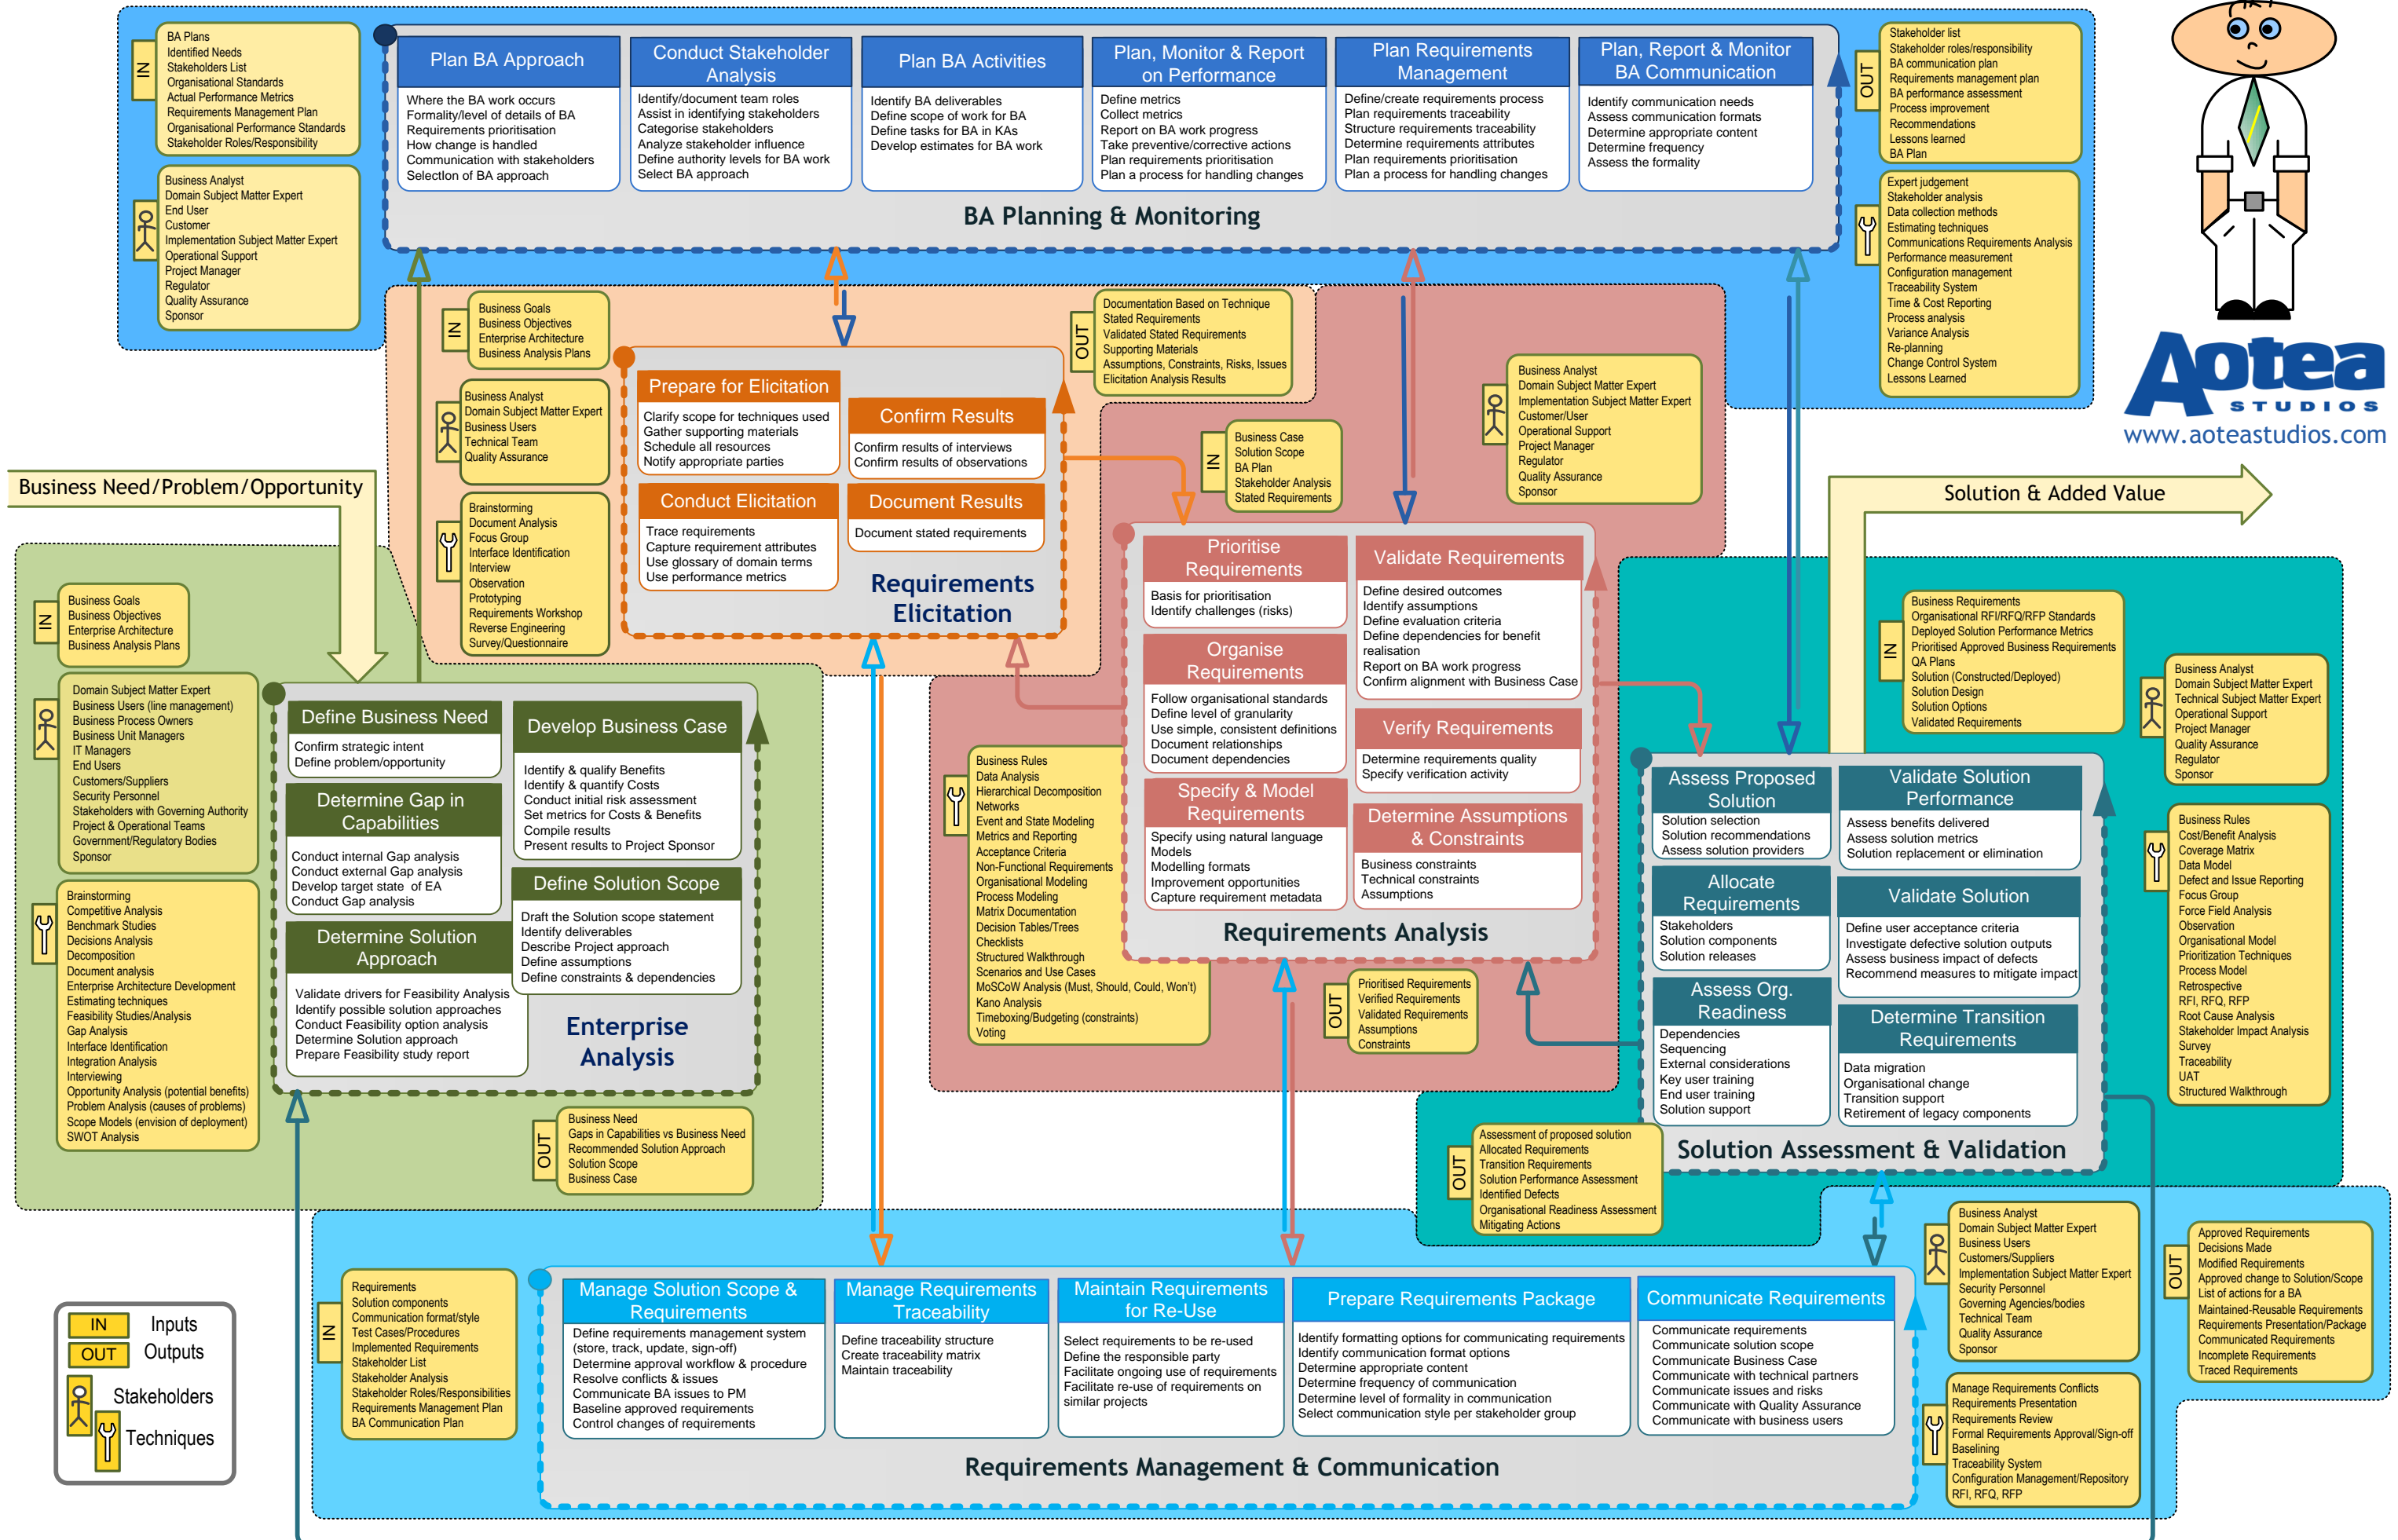 IN
BA Plans
Identified Needs
Stakeholders List
Organisational Standards
Actual Performance Metrics
Requirements Management Plan
Organisational Performance Standards
Stakeholder Roles/Responsibility
Business Analyst
Domain Subject Matter Expert
End User
Customer
Implementation Subject Matter Expert
Operational Support
Project Manager
Regulator
Quality Assurance
Sponsor
Plan BA Approach
Where the BA work occurs
Formality/level of details of BA
Requirements prioritisation
How change is handled
Communication with stakeholders
Selection of BA approach
Conduct Stakeholder
Analysis
Identify/document team roles
Assist in identifying stakeholders
Categorise stakeholders
Analyze stakeholder influence
Define authority levels for BA work
Select BA approach
Plan BA Activities
Identify BA deliverables
Define scope of work for BA
Define tasks for BA in KAs
Develop estimates for BA work
Plan, Monitor & Report
on Performance
Define metrics
Collect metrics
Report on BA work progress
Take preventive/corrective actions
Plan requirements prioritisation
Plan a process for handling changes
Plan Requirements
Management
Define/create requirements process
Plan requirements traceability
Structure requirements traceability
Determine requirements attributes
Plan requirements prioritisation
Plan a process for handling changes
Plan, Report & Monitor
BA Communication
Identify communication needs
Assess communication formats
Determine appropriate content
Determine frequency
Assess the formality
BA Planning & Monitoring
OUT
Stakeholder list
Stakeholder roles/responsibility
BA communication plan
Requirements management plan
BA performance assessment
Process improvement
Recommendations
Lessons learned
BA Plan
Expert judgement
Stakeholder analysis
Data collection methods
Estimating techniques
Communications Requirements Analysis
Performance measurement
Configuration management
Traceability System
Time & Cost Reporting
Process analysis
Variance Analysis
Re-planning
Change Control System
Lessons Learned
Aotea
STUDIOS
www.aoteastudios.com
IN
Business Goals
Business Objectives
Enterprise Architecture
Business Analysis Plans
Business Analyst
Domain Subject Matter Expert
Business Users
Technical Team
Quality Assurance
Brainstorming
Document Analysis
Focus Group
Interface Identification
Interview
Observation
Prototyping
Requirements Workshop
Reverse Engineering
Survey/Questionnaire
Prepare for Elicitation
Clarify scope for techniques used
Gather supporting materials
Schedule all resources
Notify appropriate parties
Confirm Results
Confirm results of interviews
Confirm results of observations
Conduct Elicitation
Trace requirements
Capture requirement attributes
Use glossary of domain terms
Use performance metrics
Document Results
Document stated requirements
Requirements
Elicitation
OUT
Documentation Based on Technique
Stated Requirements
Validated Stated Requirements
Supporting Materials
Assumptions, Constraints, Risks, Issues
Elicitation Analysis Results
IN
Business Case
Solution Scope
BA Plan
Stakeholder Analysis
Stated Requirements
Business Analyst
Domain Subject Matter Expert
Implementation Subject Matter Expert
Customer/User
Operational Support
Project Manager
Regulator
Quality Assurance
Sponsor
Business Need/Problem/Opportunity
Solution & Added Value
IN
Business Goals
Business Objectives
Enterprise Architecture
Business Analysis Plans
Domain Subject Matter Expert
Business Users (line management)
Business Process Owners
Business Unit Managers
IT Managers
End Users
Customers/Suppliers
Security Personnel
Stakeholders with Governing Authority
Project & Operational Teams
Government/Regulatory Bodies
Sponsor
Brainstorming
Competitive Analysis
Benchmark Studies
Decisions Analysis
Decomposition
Document analysis
Enterprise Architecture Development
Estimating techniques
Feasibility Studies/Analysis
Gap Analysis
Interface Identification
Integration Analysis
Interviewing
Opportunity Analysis (potential benefits)
Problem Analysis (causes of problems)
Scope Models (envision of deployment)
SWOT Analysis
Define Business Need
Confirm strategic intent
Define problem/opportunity
Determine Gap in
Capabilities
Conduct internal Gap analysis
Conduct external Gap analysis
Develop target state of EA
Conduct Gap analysis
Determine Solution
Approach
Validate drivers for Feasibility Analysis
Identify possible solution approaches
Conduct Feasibility option analysis
Determine Solution approach
Prepare Feasibility study report
Develop Business Case
Identify & qualify Benefits
Identify & quantify Costs
Conduct initial risk assessment
Set metrics for Costs & Benefits
Compile results
Present results to Project Sponsor
Define Solution Scope
Draft the Solution scope statement
Identify deliverables
Describe Project approach
Define assumptions
Define constraints & dependencies
Enterprise
Analysis
OUT
Business Need
Gaps in Capabilities vs Business Need
Recommended Solution Approach
Solution Scope
Business Case
Business Rules
Data Analysis
Hierarchical Decomposition
Networks
Event and State Modeling
Metrics and Reporting
Acceptance Criteria
Non-Functional Requirements
Organisational Modeling
Process Modeling
Matrix Documentation
Decision Tables/Trees
Checklists
Structured Walkthrough
Scenarios and Use Cases
MoSCoW Analysis (Must, Should, Could, Won't)
Kano Analysis
Timeboxing/Budgeting (constraints)
Voting
Prioritise
Requirements
Basis for prioritisation
Identify challenges (risks)
Organise
Requirements
Follow organisational standards
Define level of granularity
Use simple, consistent definitions
Document relationships
Document dependencies
Specify & Model
Requirements
Specify using natural language
Models
Modelling formats
Improvement opportunities
Capture requirement metadata
Validate Requirements
Define desired outcomes
Identify assumptions
Define evaluation criteria
Define dependencies for benefit
realisation
Report on BA work progress
Confirm alignment with Business Case
Verify Requirements
Determine requirements quality
Specify verification activity
Determine Assumptions
& Constraints
Business constraints
Technical constraints
Assumptions
Requirements Analysis
OUT
Prioritised Requirements
Verified Requirements
Validated Requirements
Assumptions
Constraints
IN
Business Requirements
Organisational RFI/RFQ/RFP Standards
Deployed Solution Performance Metrics
Prioritised Approved Business Requirements
QA Plans
Solution (Constructed/Deployed)
Solution Design
Solution Options
Validated Requirements
Business Analyst
Domain Subject Matter Expert
Technical Subject Matter Expert
Operational Support
Project Manager
Quality Assurance
Regulator
Sponsor
Business Rules
Cost/Benefit Analysis
Coverage Matrix
Data Model
Defect and Issue Reporting
Focus Group
Force Field Analysis
Observation
Organisational Model
Prioritization Techniques
Process Model
Retrospective
RFI, RFQ, RFP
Root Cause Analysis
Stakeholder Impact Analysis
Survey
Traceability
UAT
Structured Walkthrough
Assess Proposed
Solution
Solution selection
Solution recommendations
Assess solution providers
Allocate
Requirements
Stakeholders
Solution components
Solution releases
Assess Org.
Readiness
Dependencies
Sequencing
External considerations
Key user training
End user training
Solution support
Validate Solution
Performance
Assess benefits delivered
Assess solution metrics
Solution replacement or elimination
Validate Solution
Define user acceptance criteria
Investigate defective solution outputs
Assess business impact of defects
Recommend measures to mitigate impact
Determine Transition
Requirements
Data migration
Organisational change
Transition support
Retirement of legacy components
Solution Assessment & Validation
OUT
Assessment of proposed solution
Allocated Requirements
Transition Requirements
Solution Performance Assessment
Identified Defects
Organisational Readiness Assessment
Mitigating Actions
IN Inputs
OUT Outputs
Stakeholders
Techniques
IN
Requirements
Solution components
Communication format/style
Test Cases/Procedures
Implemented Requirements
Stakeholder List
Stakeholder Analysis
Stakeholder Roles/Responsibilities
Requirements Management Plan
BA Communication Plan
Manage Solution Scope &
Requirements
Define requirements management system
(store, track, update, sign-off)
Determine approval workflow & procedure
Resolve conflicts & issues
Communicate BA issues to PM
Baseline approved requirements
Control changes of requirements
Manage Requirements
Traceability
Define traceability structure
Create traceability matrix
Maintain traceability
Maintain Requirements
for Re-Use
Select requirements to be re-used
Define the responsible party
Facilitate ongoing use of requirements
Facilitate re-use of requirements on
similar projects
Prepare Requirements Package
Identify formatting options for communicating requirements
Identify communication format options
Determine appropriate content
Determine frequency of communication
Determine level of formality in communication
Select communication style per stakeholder group
Communicate Requirements
Communicate requirements
Communicate solution scope
Communicate Business Case
Communicate with technical partners
Communicate issues and risks
Communicate with Quality Assurance
Communicate with business users
Requirements Management & Communication
Business Analyst
Domain Subject Matter Expert
Business Users
Customers/Suppliers
Implementation Subject Matter Expert
Security Personnel
Governing Agencies/bodies
Technical Team
Quality Assurance
Sponsor
Manage Requirements Conflicts
Requirements Presentation
Requirements Review
Formal Requirements Approval/Sign-off
Baselining
Traceability System
Configuration Management/Repository
RFI, RFQ, RFP
OUT
Approved Requirements
Decisions Made
Modified Requirements
Approved change to Solution/Scope
List of actions for a BA
Maintained-Reusable Requirements
Requirements Presentation/Package
Communicated Requirements
Incomplete Requirements
Traced Requirements